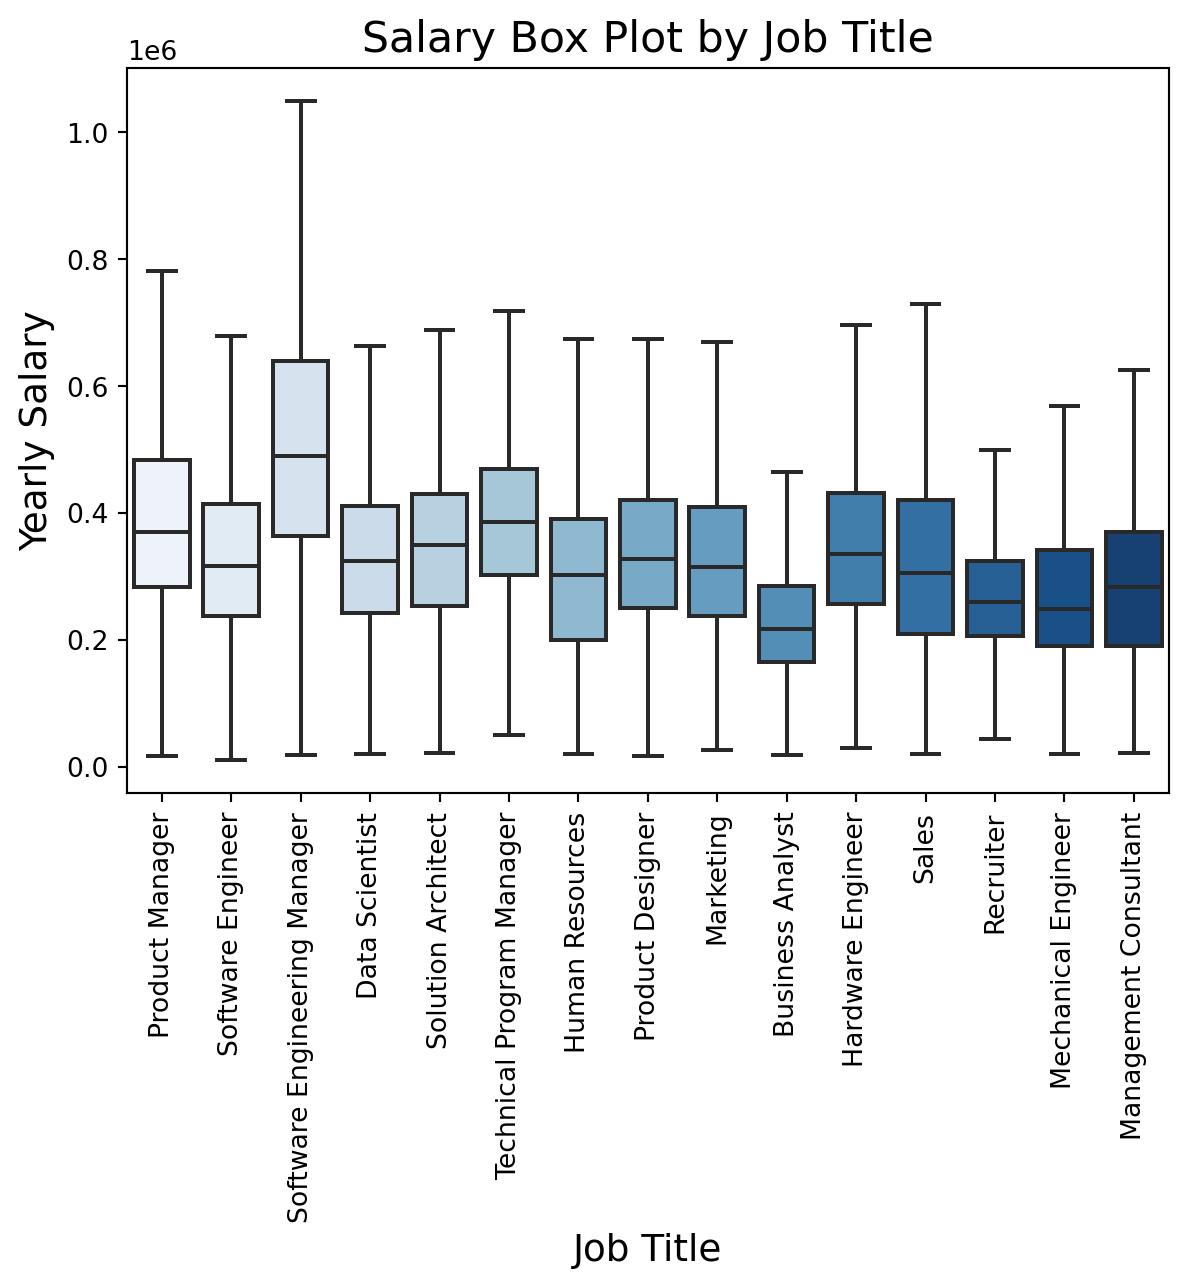 Salary Box Plot by Job Title
1e6
1.0
0.8
0.6
0.4
0.2
0.0
Yearly Salary
Product Manager
Software Engineer
Software Engineering Manager
Data Scientist
Solution Architect
Technical Program Manager
Human Resources
Product Designer
Marketing
Business Analyst
Hardware Engineer
Sales
Recruiter
Mechanical Engineer
Management Consultant
Job Title